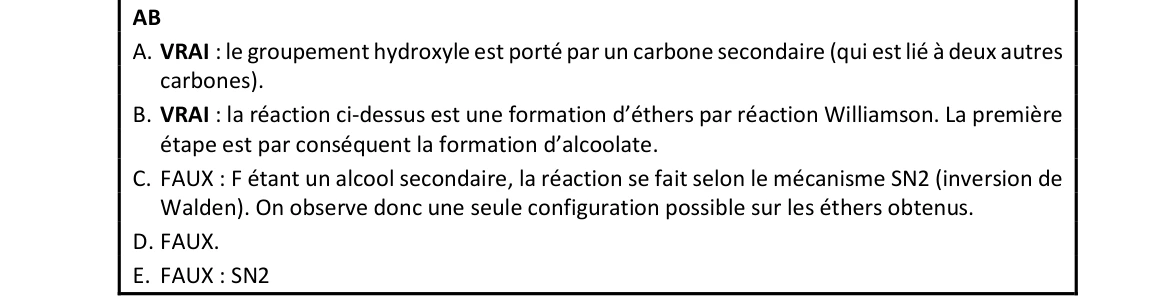 AB
A. VRAI : le groupement hydroxyle est porté par un carbone secondaire (qui est lié à deux autres
carbones).
B. VRAI : la réaction ci-dessus est une formation d’éthers par réaction Williamson. La première
étape est par conséquent la formation d’alcoolate.
C. FAUX : F étant un alcool secondaire, la réaction se fait selon le mécanisme SN2 (inversion de
Walden). On observe donc une seule configuration possible sur les éthers obtenus.
D. FAUX.
E. FAUX : SN2